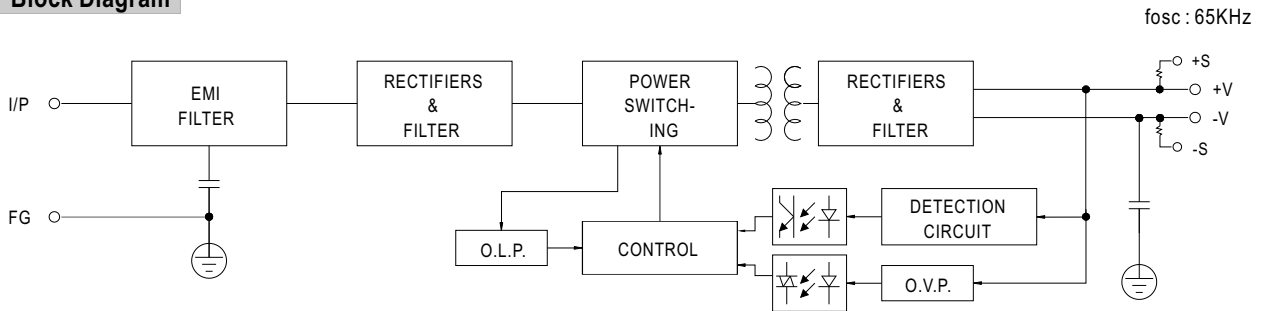 Block Diagram
fosc : 65KHz
I/P
EMI
FILTER
RECTIFIERS
&
FILTER
POWER
SWITCH-
ING
RECTIFIERS
&
FILTER
+S
+V
-V
-S
FG
O.L.P.
CONTROL
DETECTION
CIRCUIT
O.V.P.